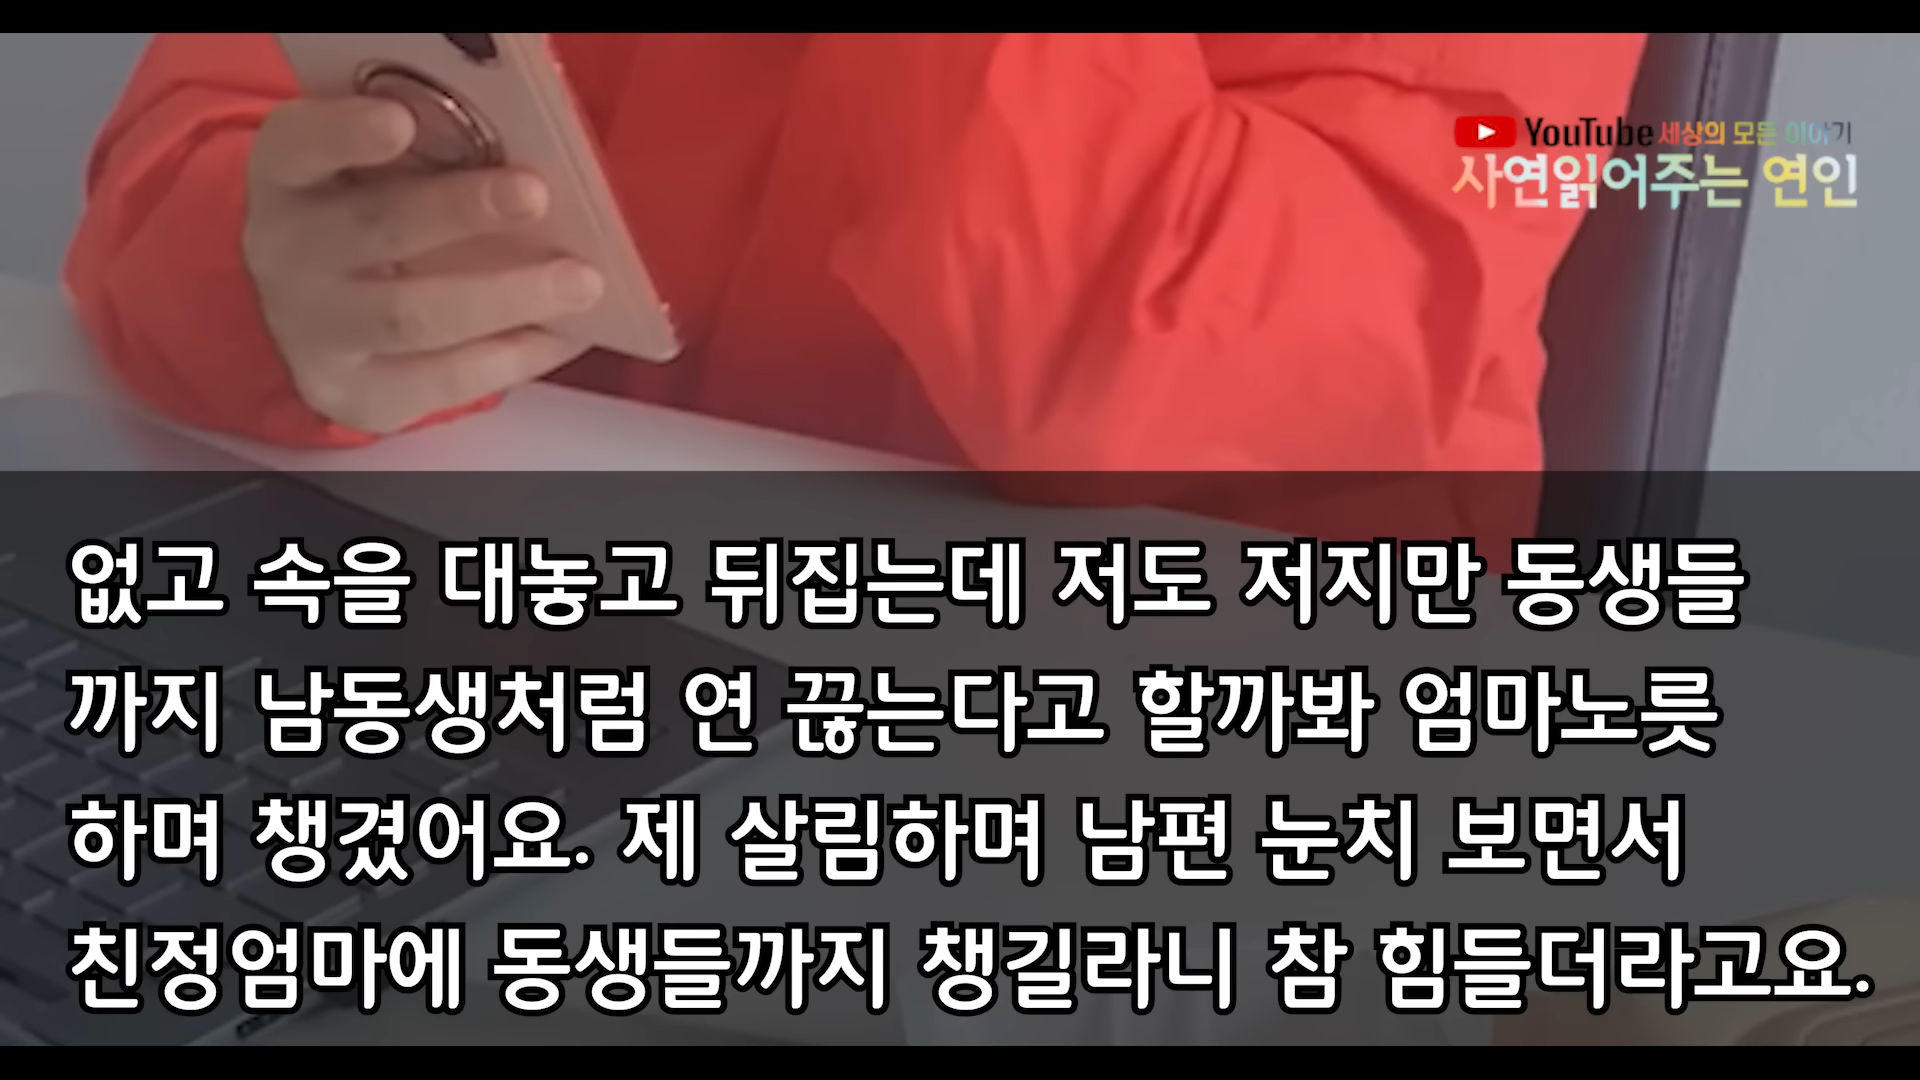 YouTube 세상의 모든 이야기
사연읽어주는 연인
없고 속을 대놓고 뒤집는데 저도 저지만 동생들
까지 남동생처럼 연 끊는다고 할까봐 엄마노릇
하며 챙겼어요. 제 살림하며 남편 눈치 보면서
친정엄마에 동생들까지 챙길라니 참 힘들더라고요.